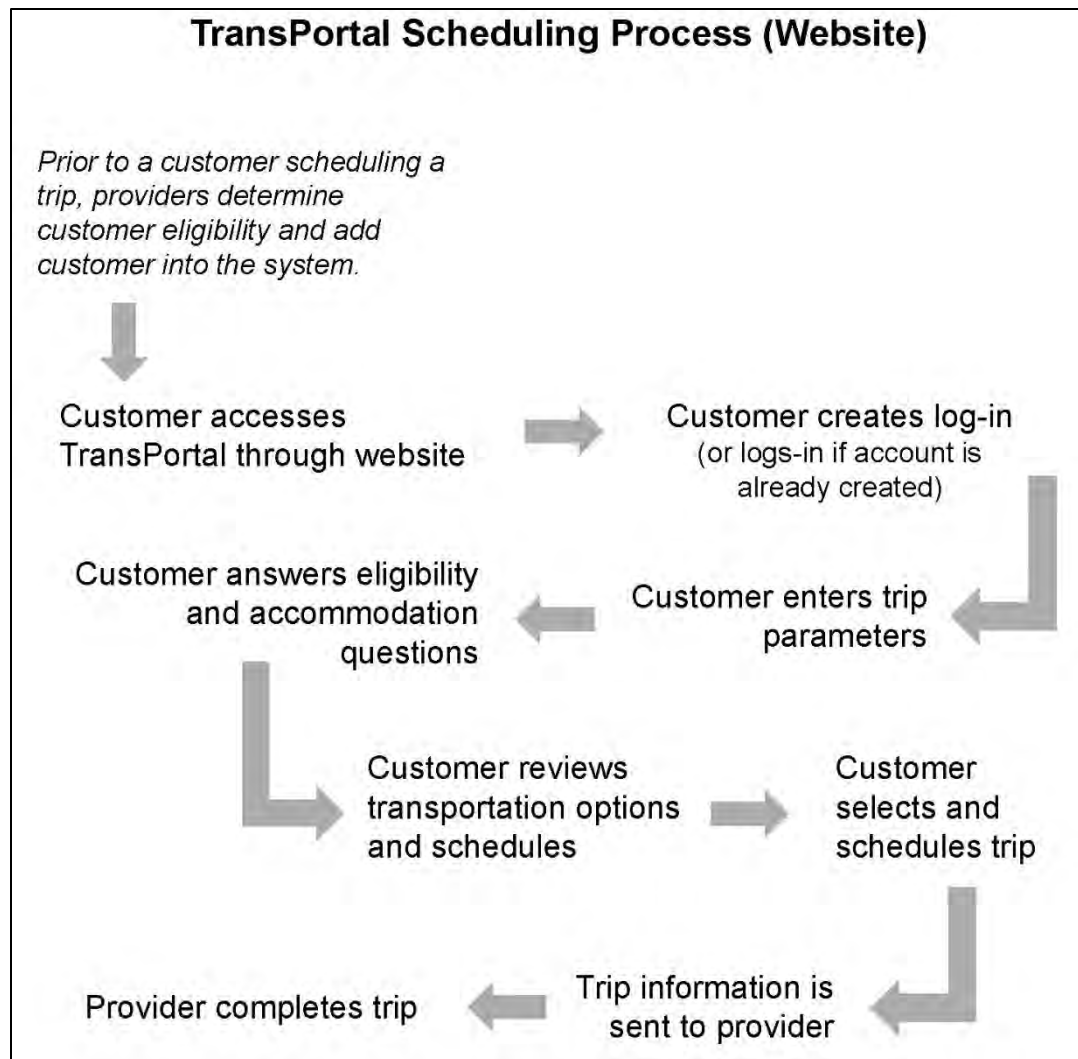 TransPortal Scheduling Process (Website)
Prior to a customer scheduling a
trip, providers determine
customer eligibility and add
customer into the system.
Customer accesses
TransPortal through website
Customer creates log-in
(or logs-in if account is
already created)
Customer enters trip
parameters
Customer answers eligibility
and accommodation
questions
Customer reviews
transportation options
and schedules
Customer
selects and
schedules trip
Trip information is
sent to provider
Provider completes trip